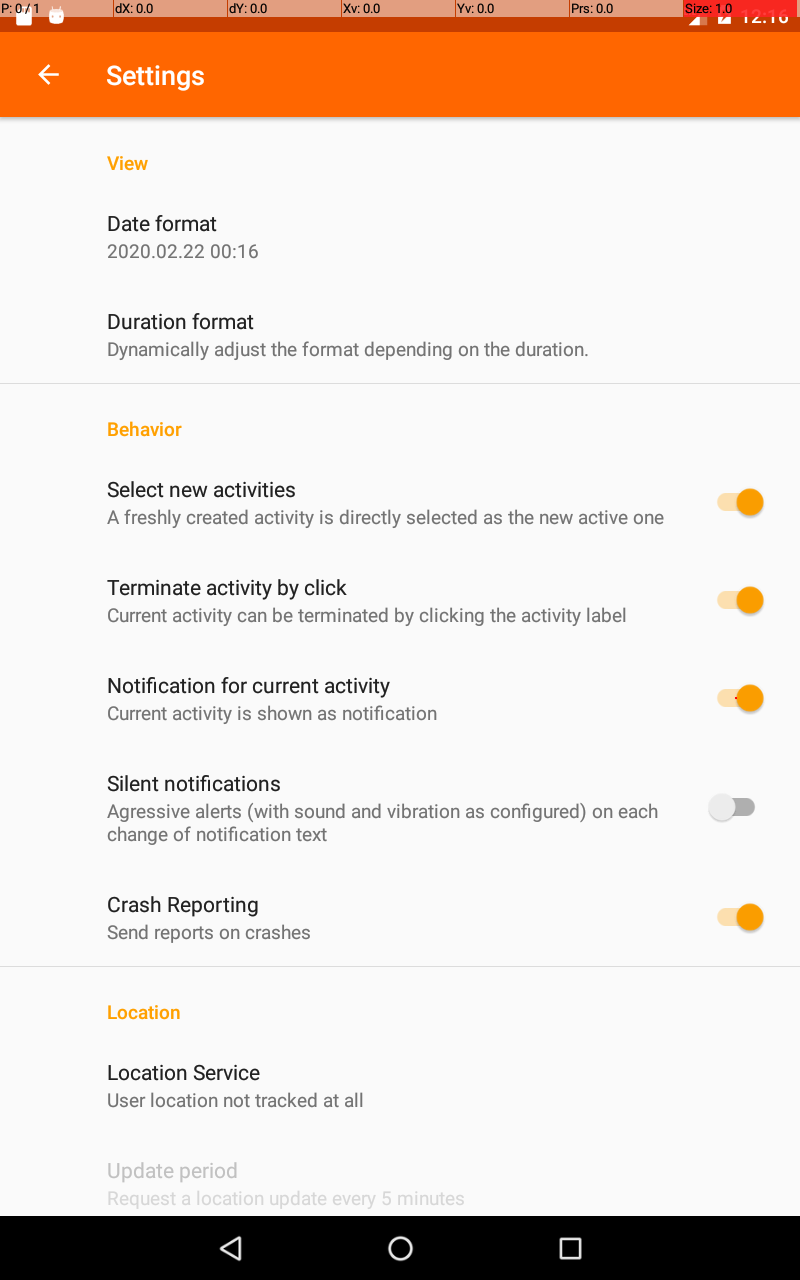 P: 0 / 1 dX: 0.0 dY: 0.0 Xv: 0.0 Yv: 0.0 Prs: 0.0 Size: 1.0
12:16
Settings
View
Date format
2020.02.22 00:16
Duration format
Dynamically adjust the format depending on the duration.
Behavior
Select new activities
A freshly created activity is directly selected as the new active one
Terminate activity by click
Current activity can be terminated by clicking the activity label
Notification for current activity
Current activity is shown as notification
Silent notifications
Agressive alerts (with sound and vibration as configured) on each
change of notification text
Crash Reporting
Send reports on crashes
Location
Location Service
User location not tracked at all
Update period
Request a location update every 5 minutes